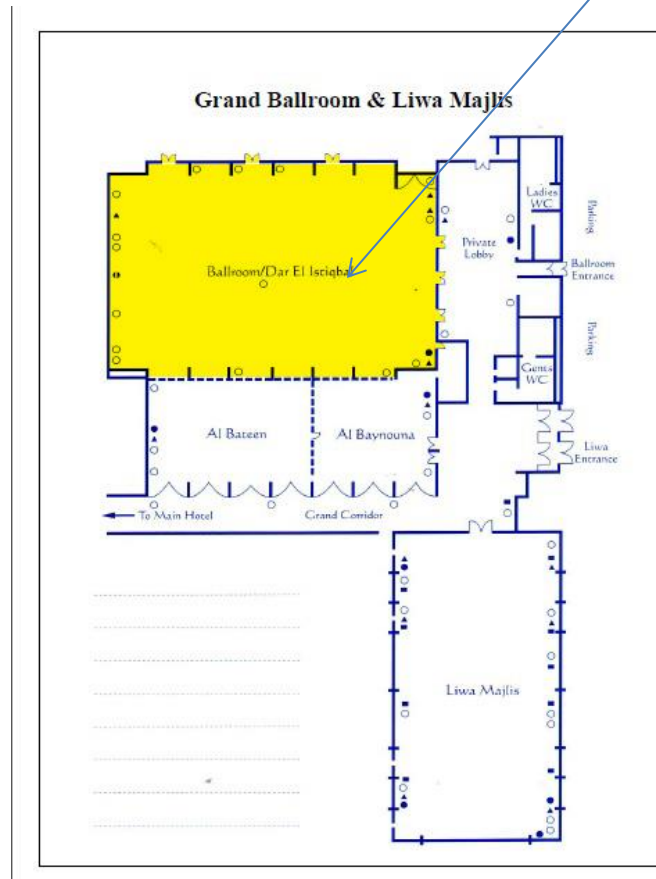 Grand Ballroom & Liwa Majlis
Ladies
WC
Parking
Private
Lobby
Ballroom/Dar El Istiqbal
Ballroom
Entrance
Parking
Gents
WC
Al Bateen
Al Baynouna
Liwa
Entrance
To Main Hotel
Grand Corridor
Liwa Majlis